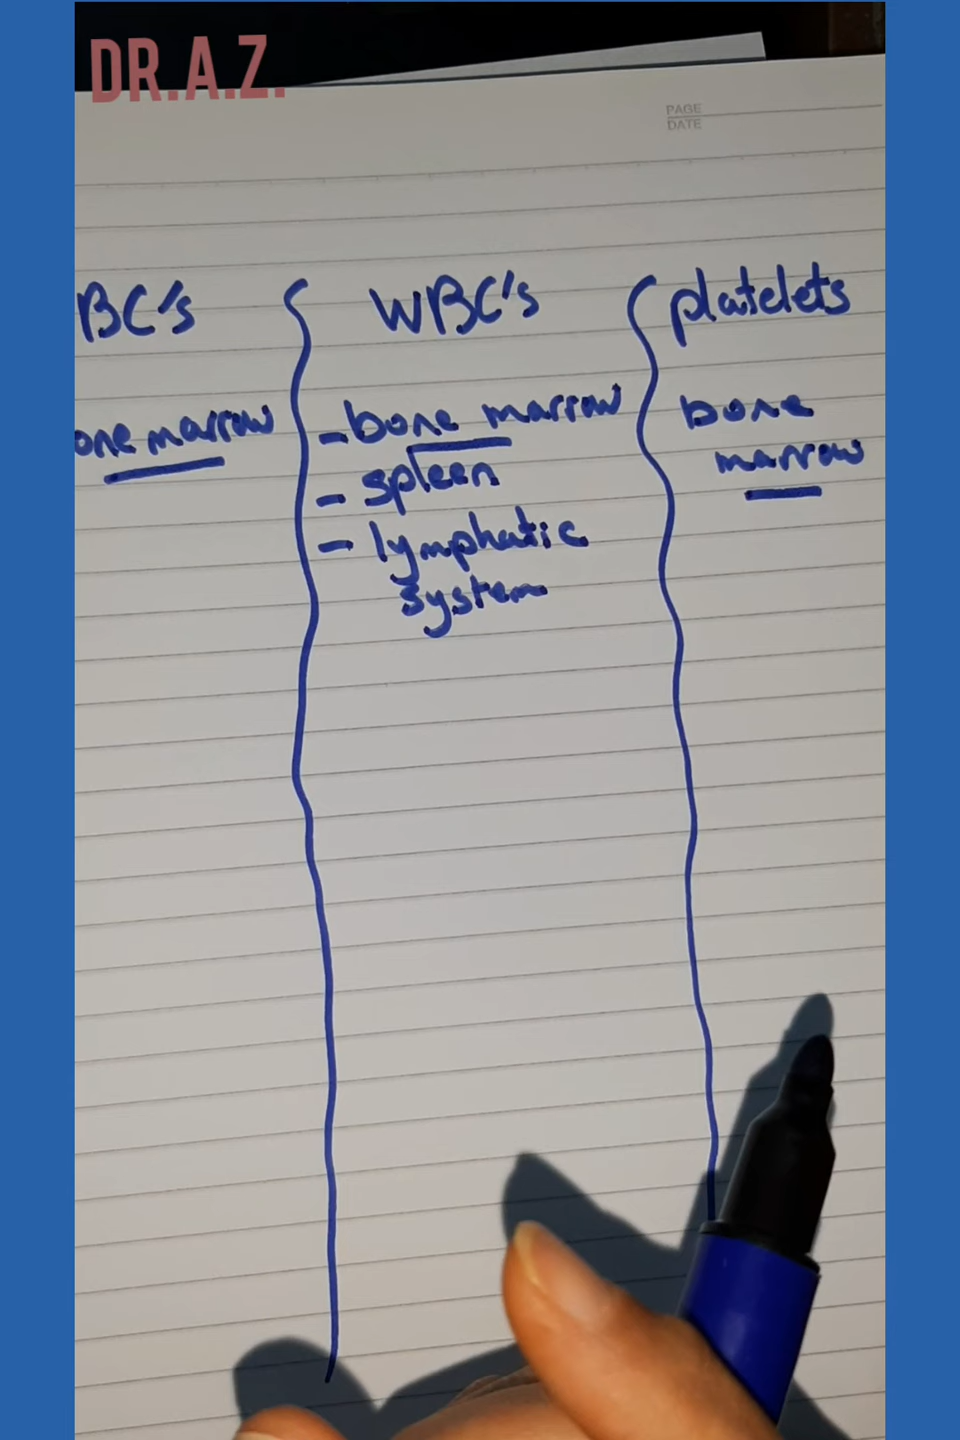 DR.A.Z.
PAGE
DATE
BC's
WBC's
platelets
one marrow
- bone marrow
- spleen
- lymphatic
system
bone
marrow